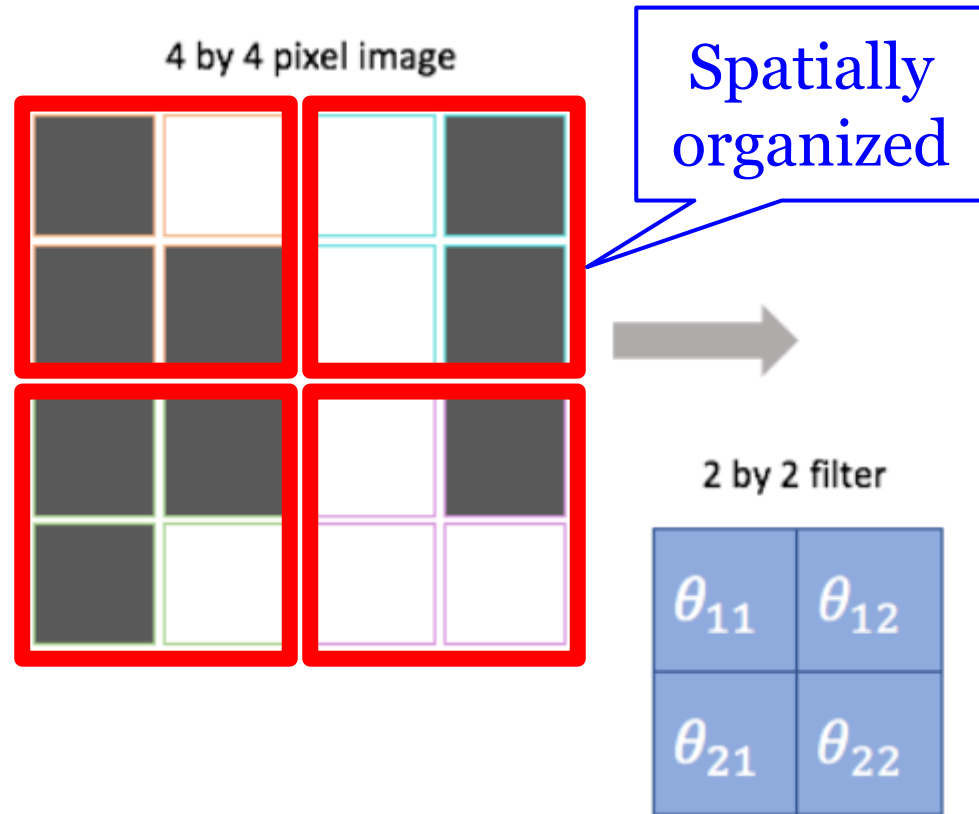 4 by 4 pixel image
Spatially
organized
2 by 2 filter
θ₁₁ θ₁₂
θ₂₁ θ₂₂